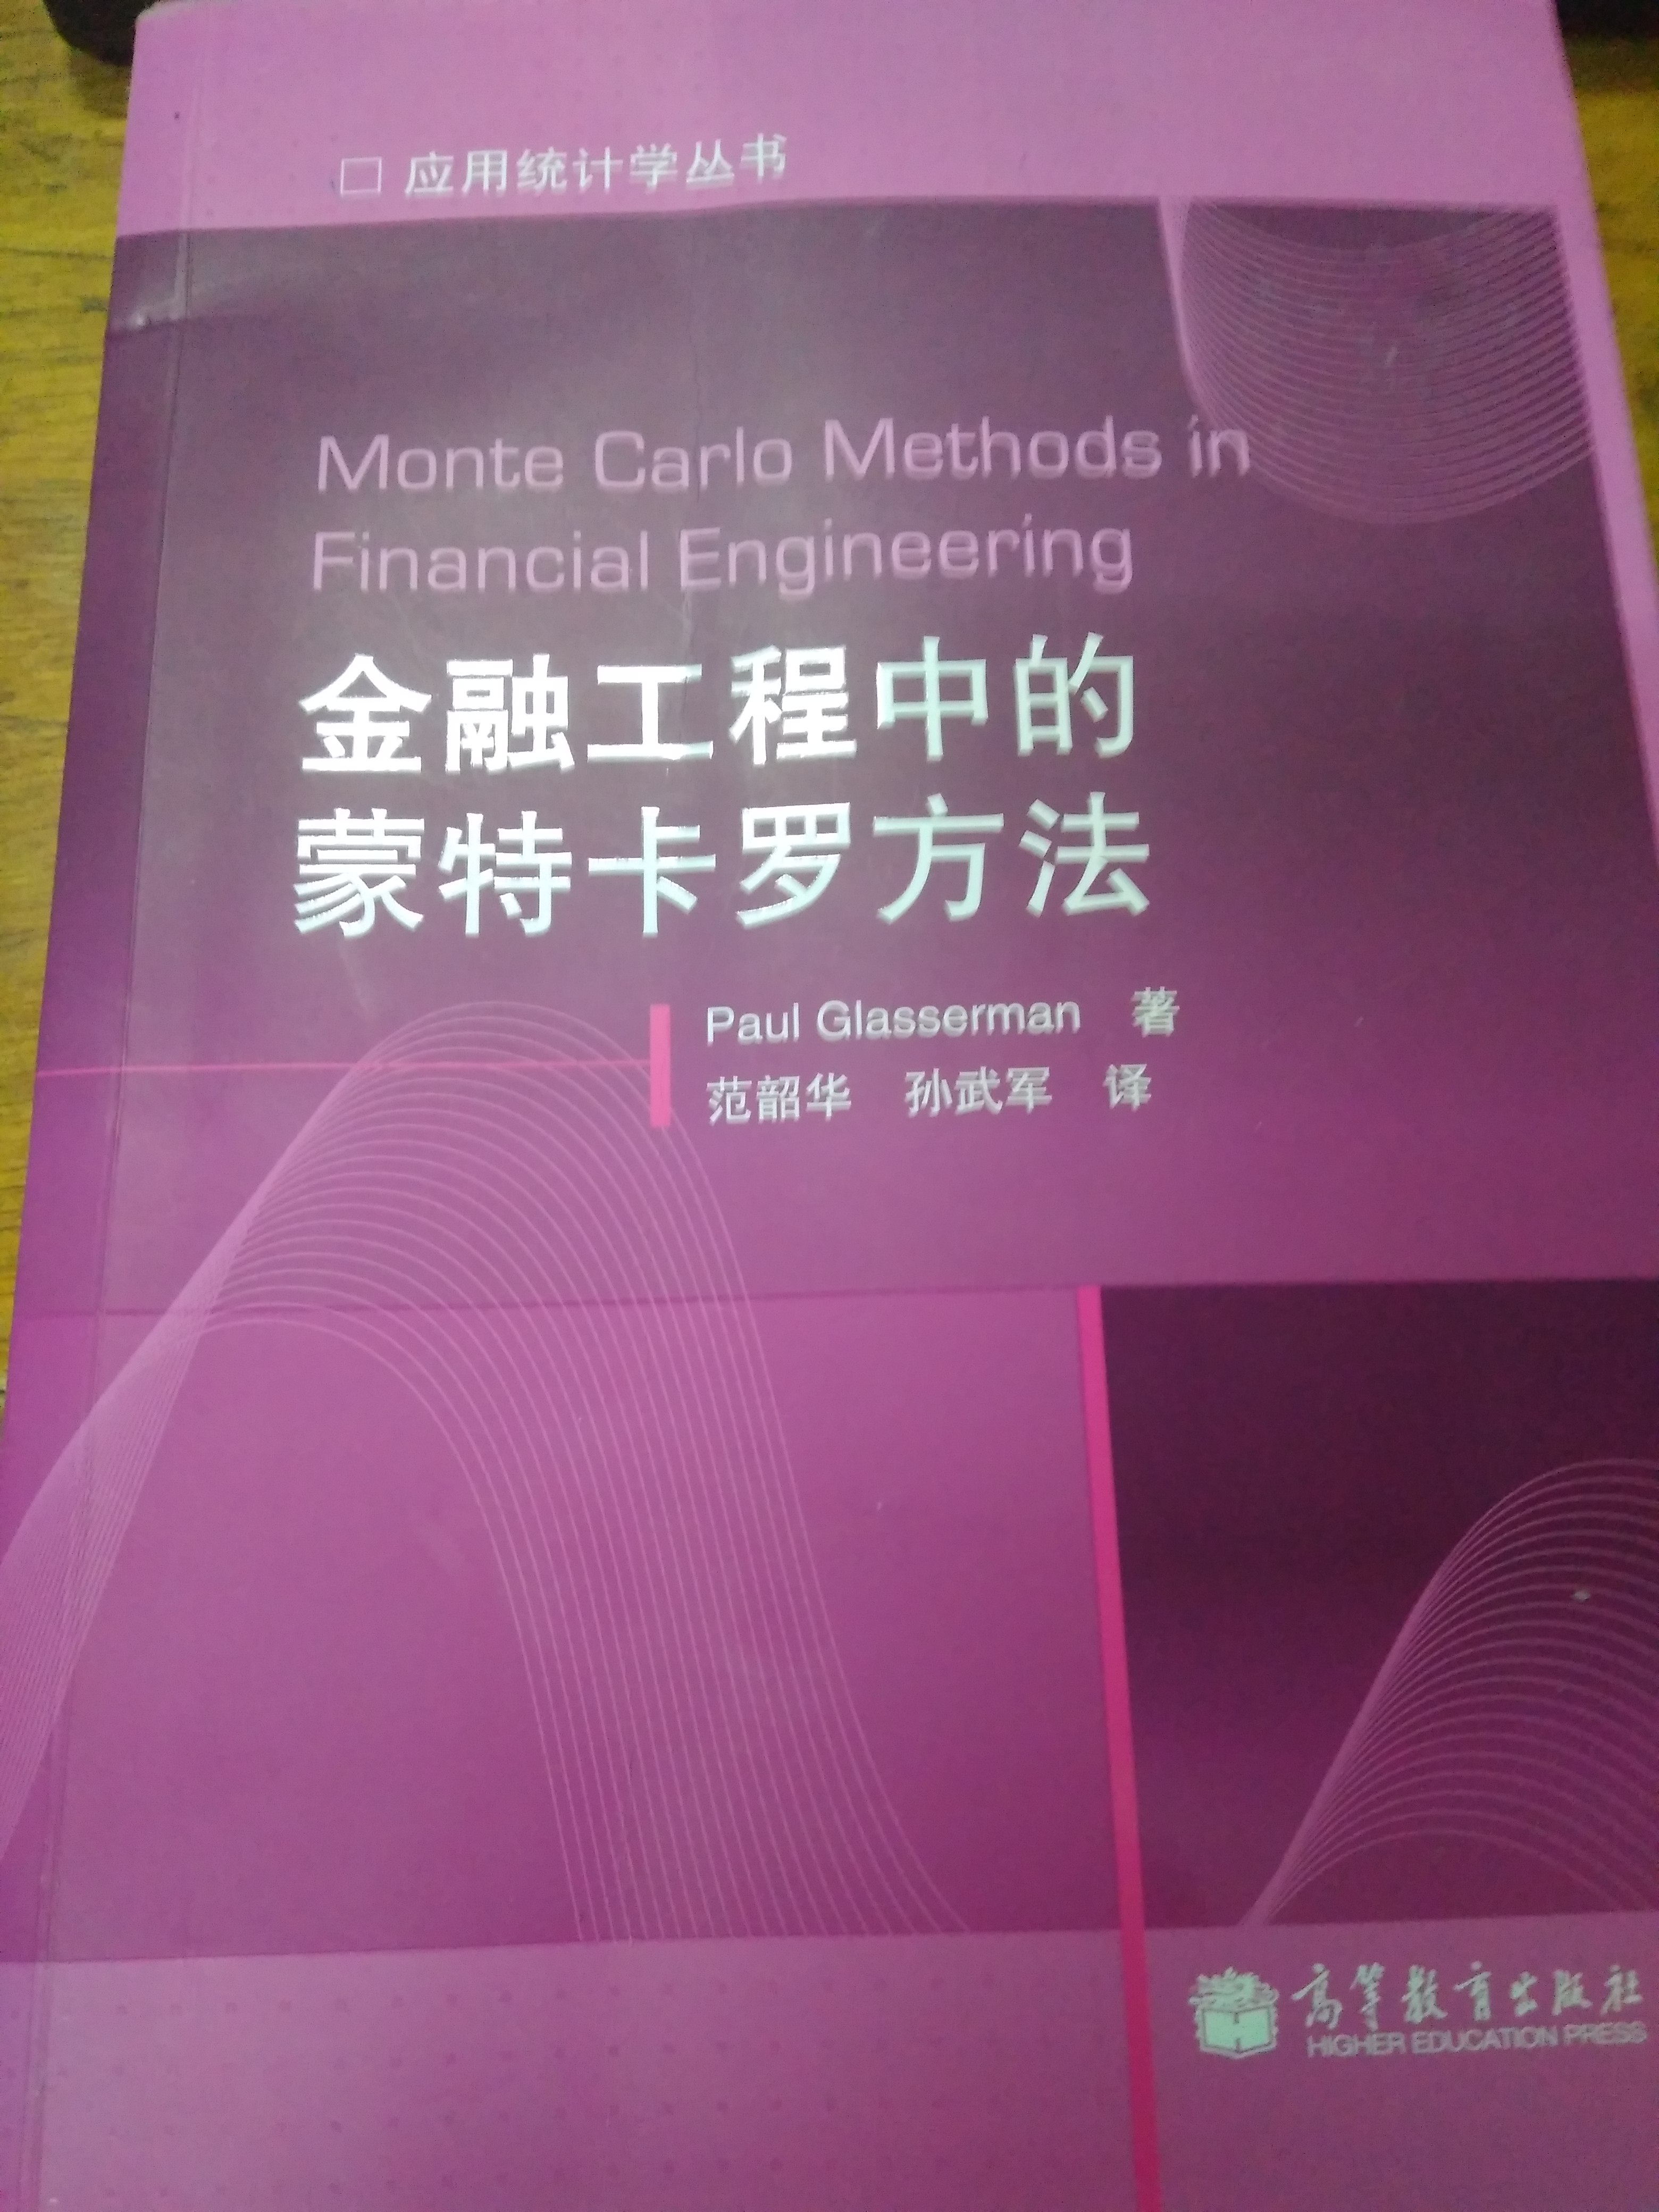 □ 应用统计学丛书
Monte Carlo Methods in
Financial Engineering
金融工程中的
蒙特卡罗方法
Paul Glasserman 著
范韶华 孙武军 译
高等教育出版社
HIGHER EDUCATION PRESS